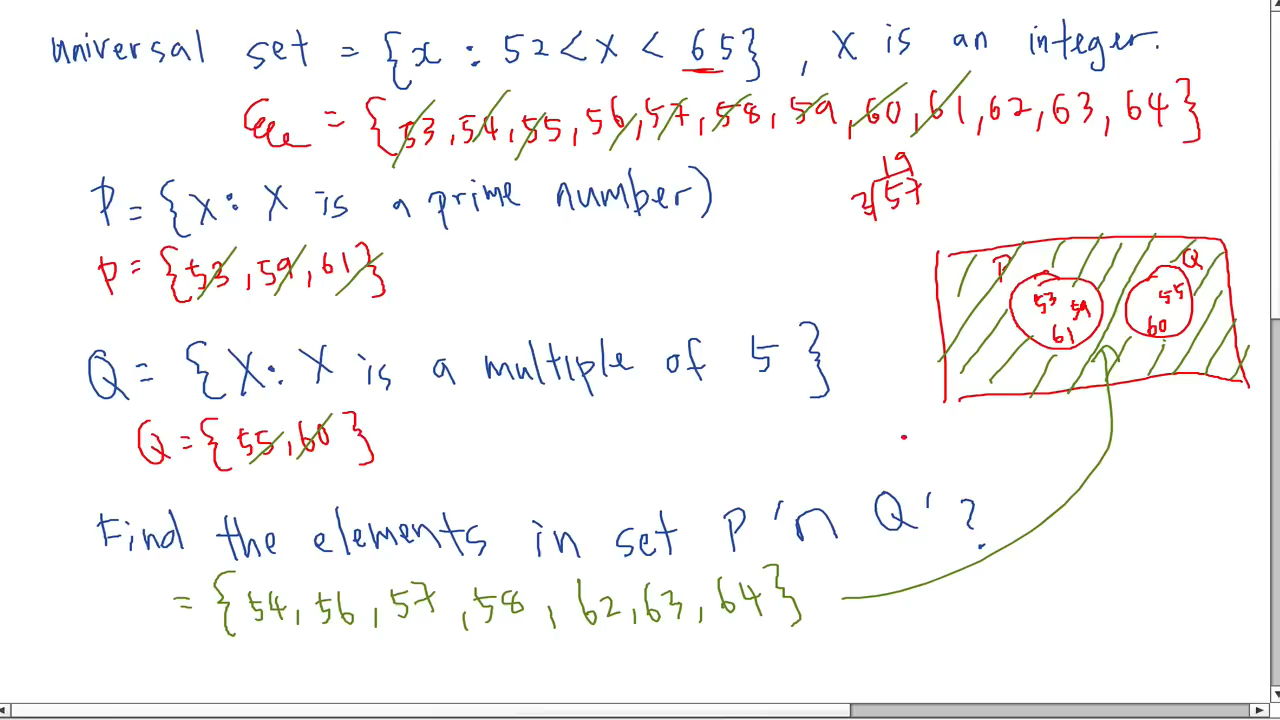 universal set = {x : 52 < x < 65} , x is an integer.
ξ = {53, 54, 55, 56, 57, 58, 59, 60, 61, 62, 63, 64}
P = {x: x is a prime number)
P = {53, 59, 61}
19
3√57
P Q
53 59 55
61 60
Q = {x: x is a multiple of 5}
Q = {55, 60}
Find the elements in set P'∩ Q'?
= {54, 56, 57, 58, 62, 63, 64}